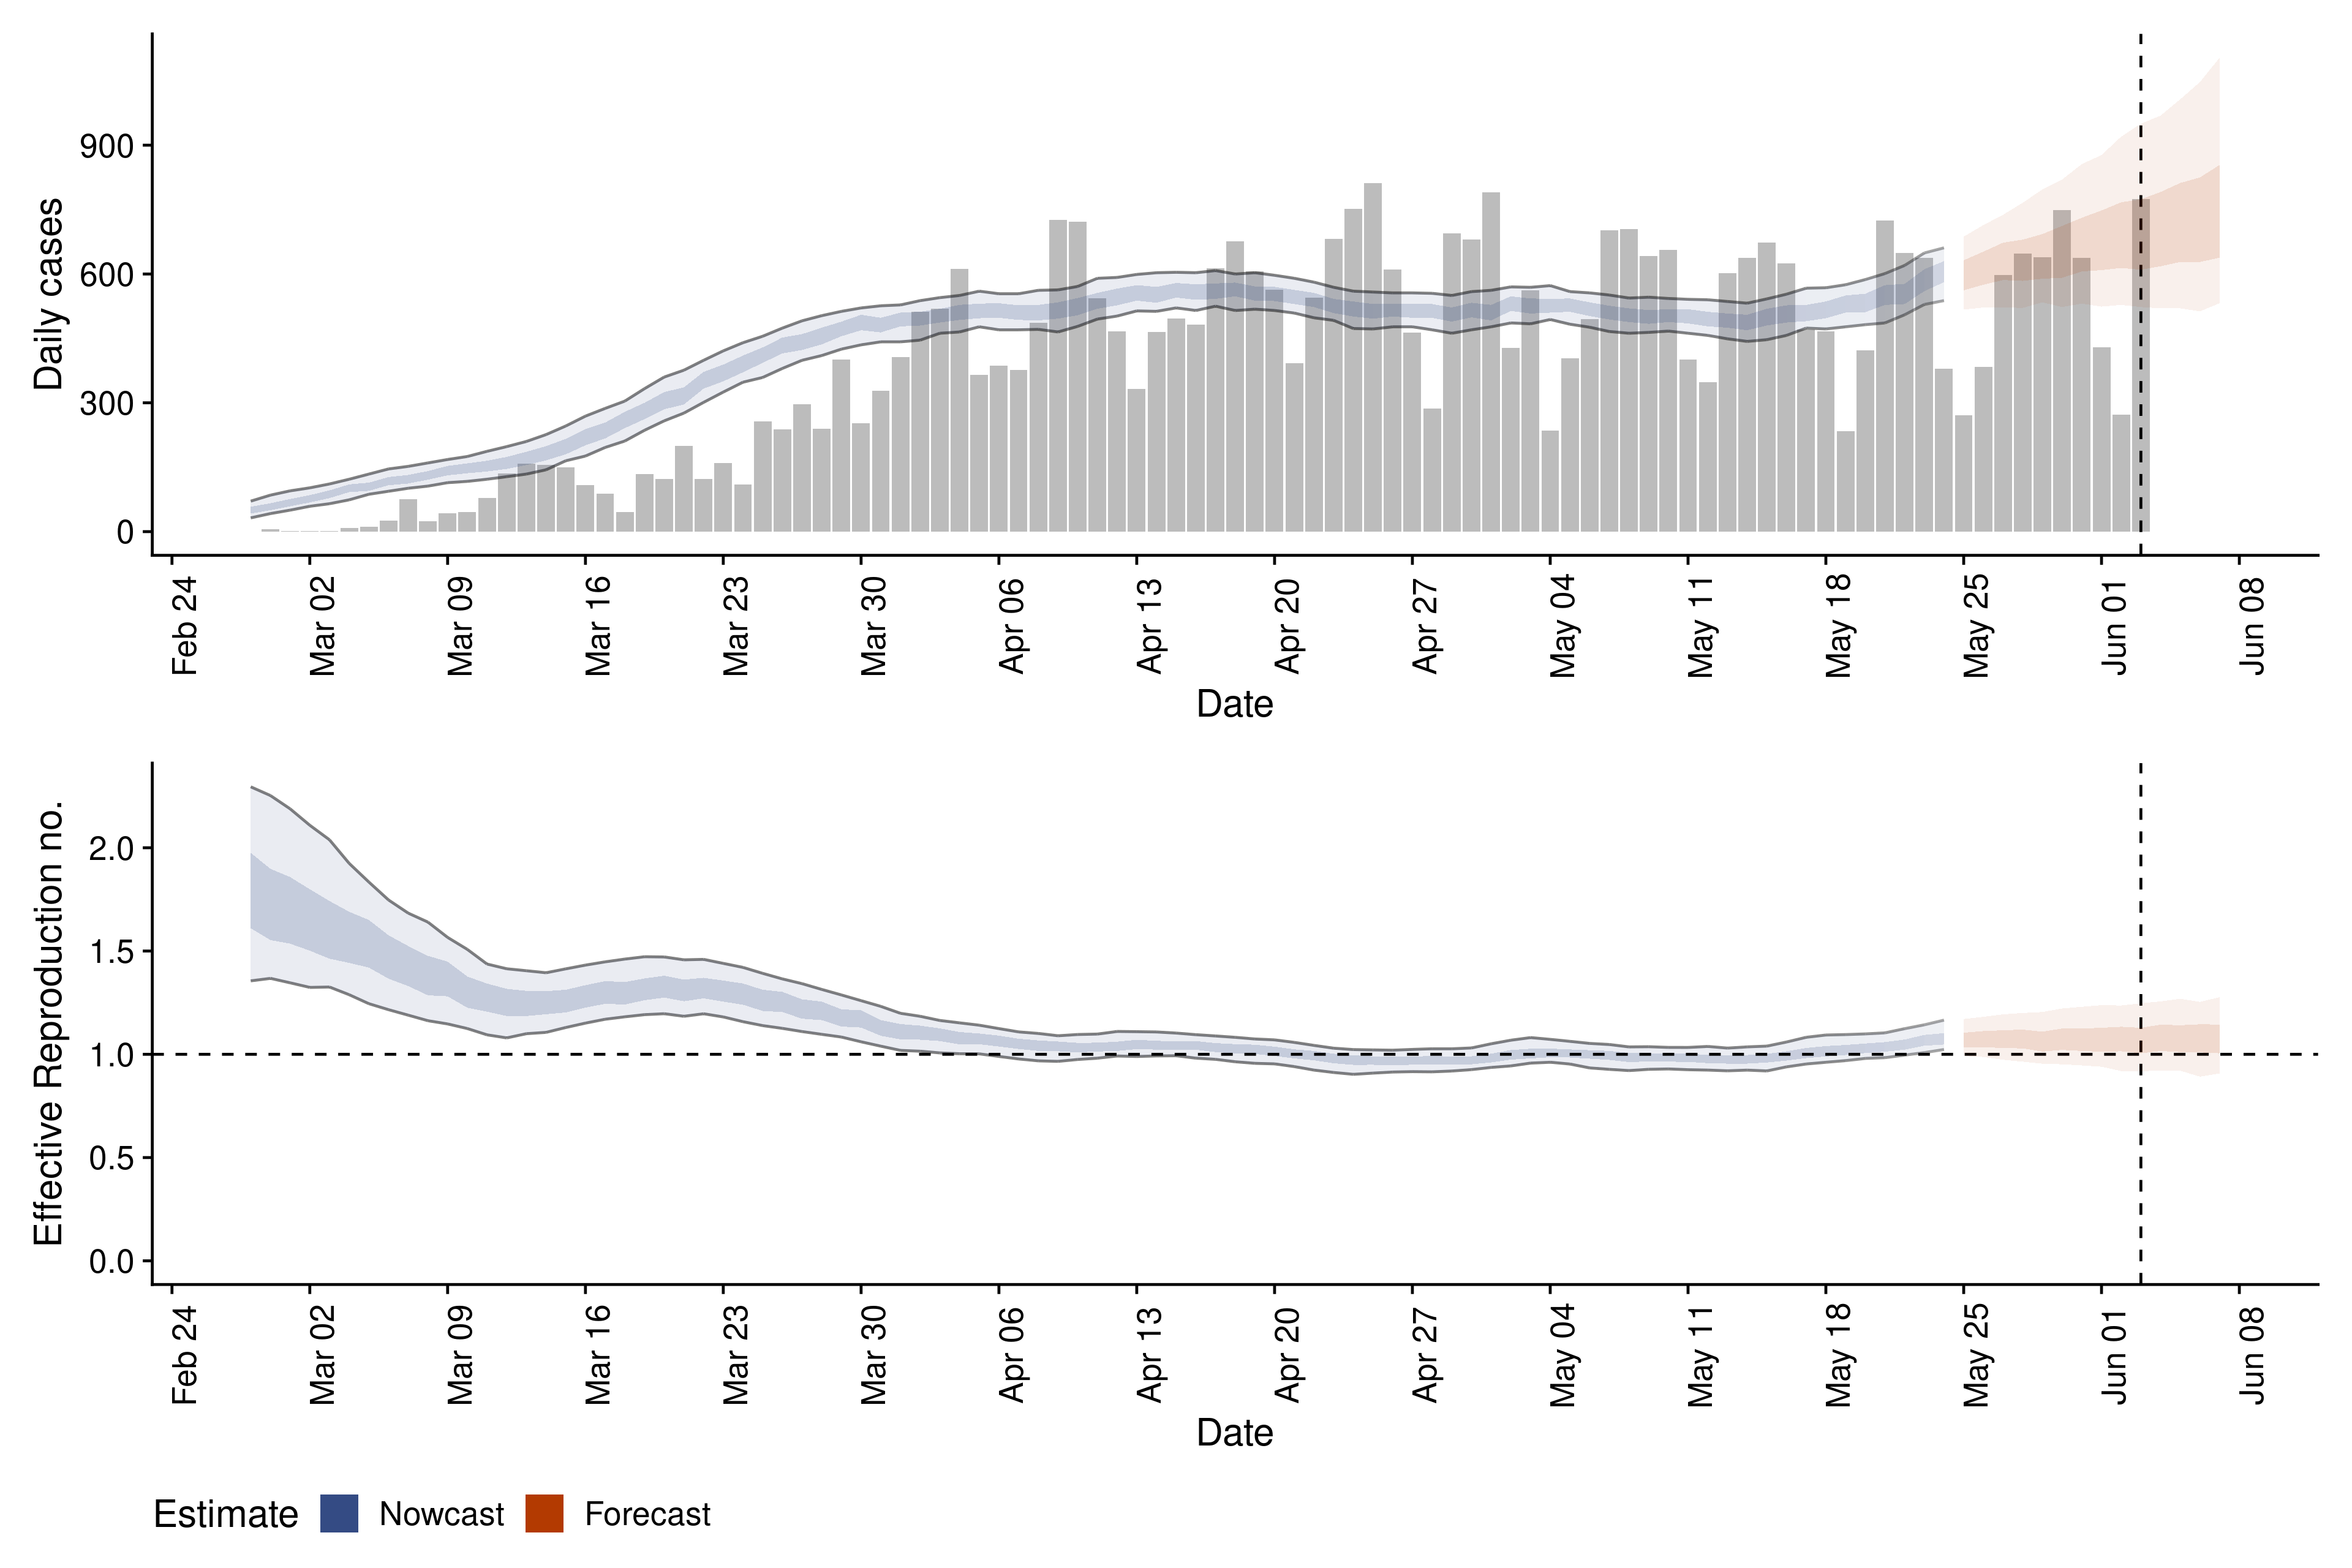 Daily cases
900
600
300
0
Feb 24
Mar 02
Mar 09
Mar 16
Mar 23
Mar 30
Apr 06
Apr 13
Apr 20
Apr 27
May 04
May 11
May 18
May 25
Jun 01
Jun 08
Date
Effective Reproduction no.
2.0
1.5
1.0
0.5
0.0
Feb 24
Mar 02
Mar 09
Mar 16
Mar 23
Mar 30
Apr 06
Apr 13
Apr 20
Apr 27
May 04
May 11
May 18
May 25
Jun 01
Jun 08
Date
Estimate Nowcast Forecast